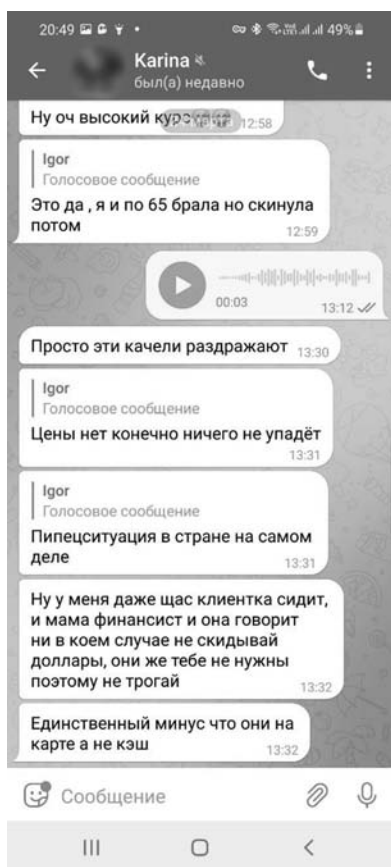 20:49
49%
Karina
был(а) недавно
Ну оч высокий курс
12:58
Igor
Голосовое сообщение
Это да , я и по 65 брала но скинула
потом
12:59
00:03
13:12
Просто эти качели раздражают 13:30
Igor
Голосовое сообщение
Цены нет конечно ничего не упадёт
13:31
Igor
Голосовое сообщение
Пипецситуация в стране на самом
деле
13:31
Ну у меня даже щас клиентка сидит,
и мама финансист и она говорит
ни в коем случае не скидывай
доллары, они же тебе не нужны
поэтому не трогай
13:32
Единственный минус что они на
карте а не кэш
13:32
Сообщение